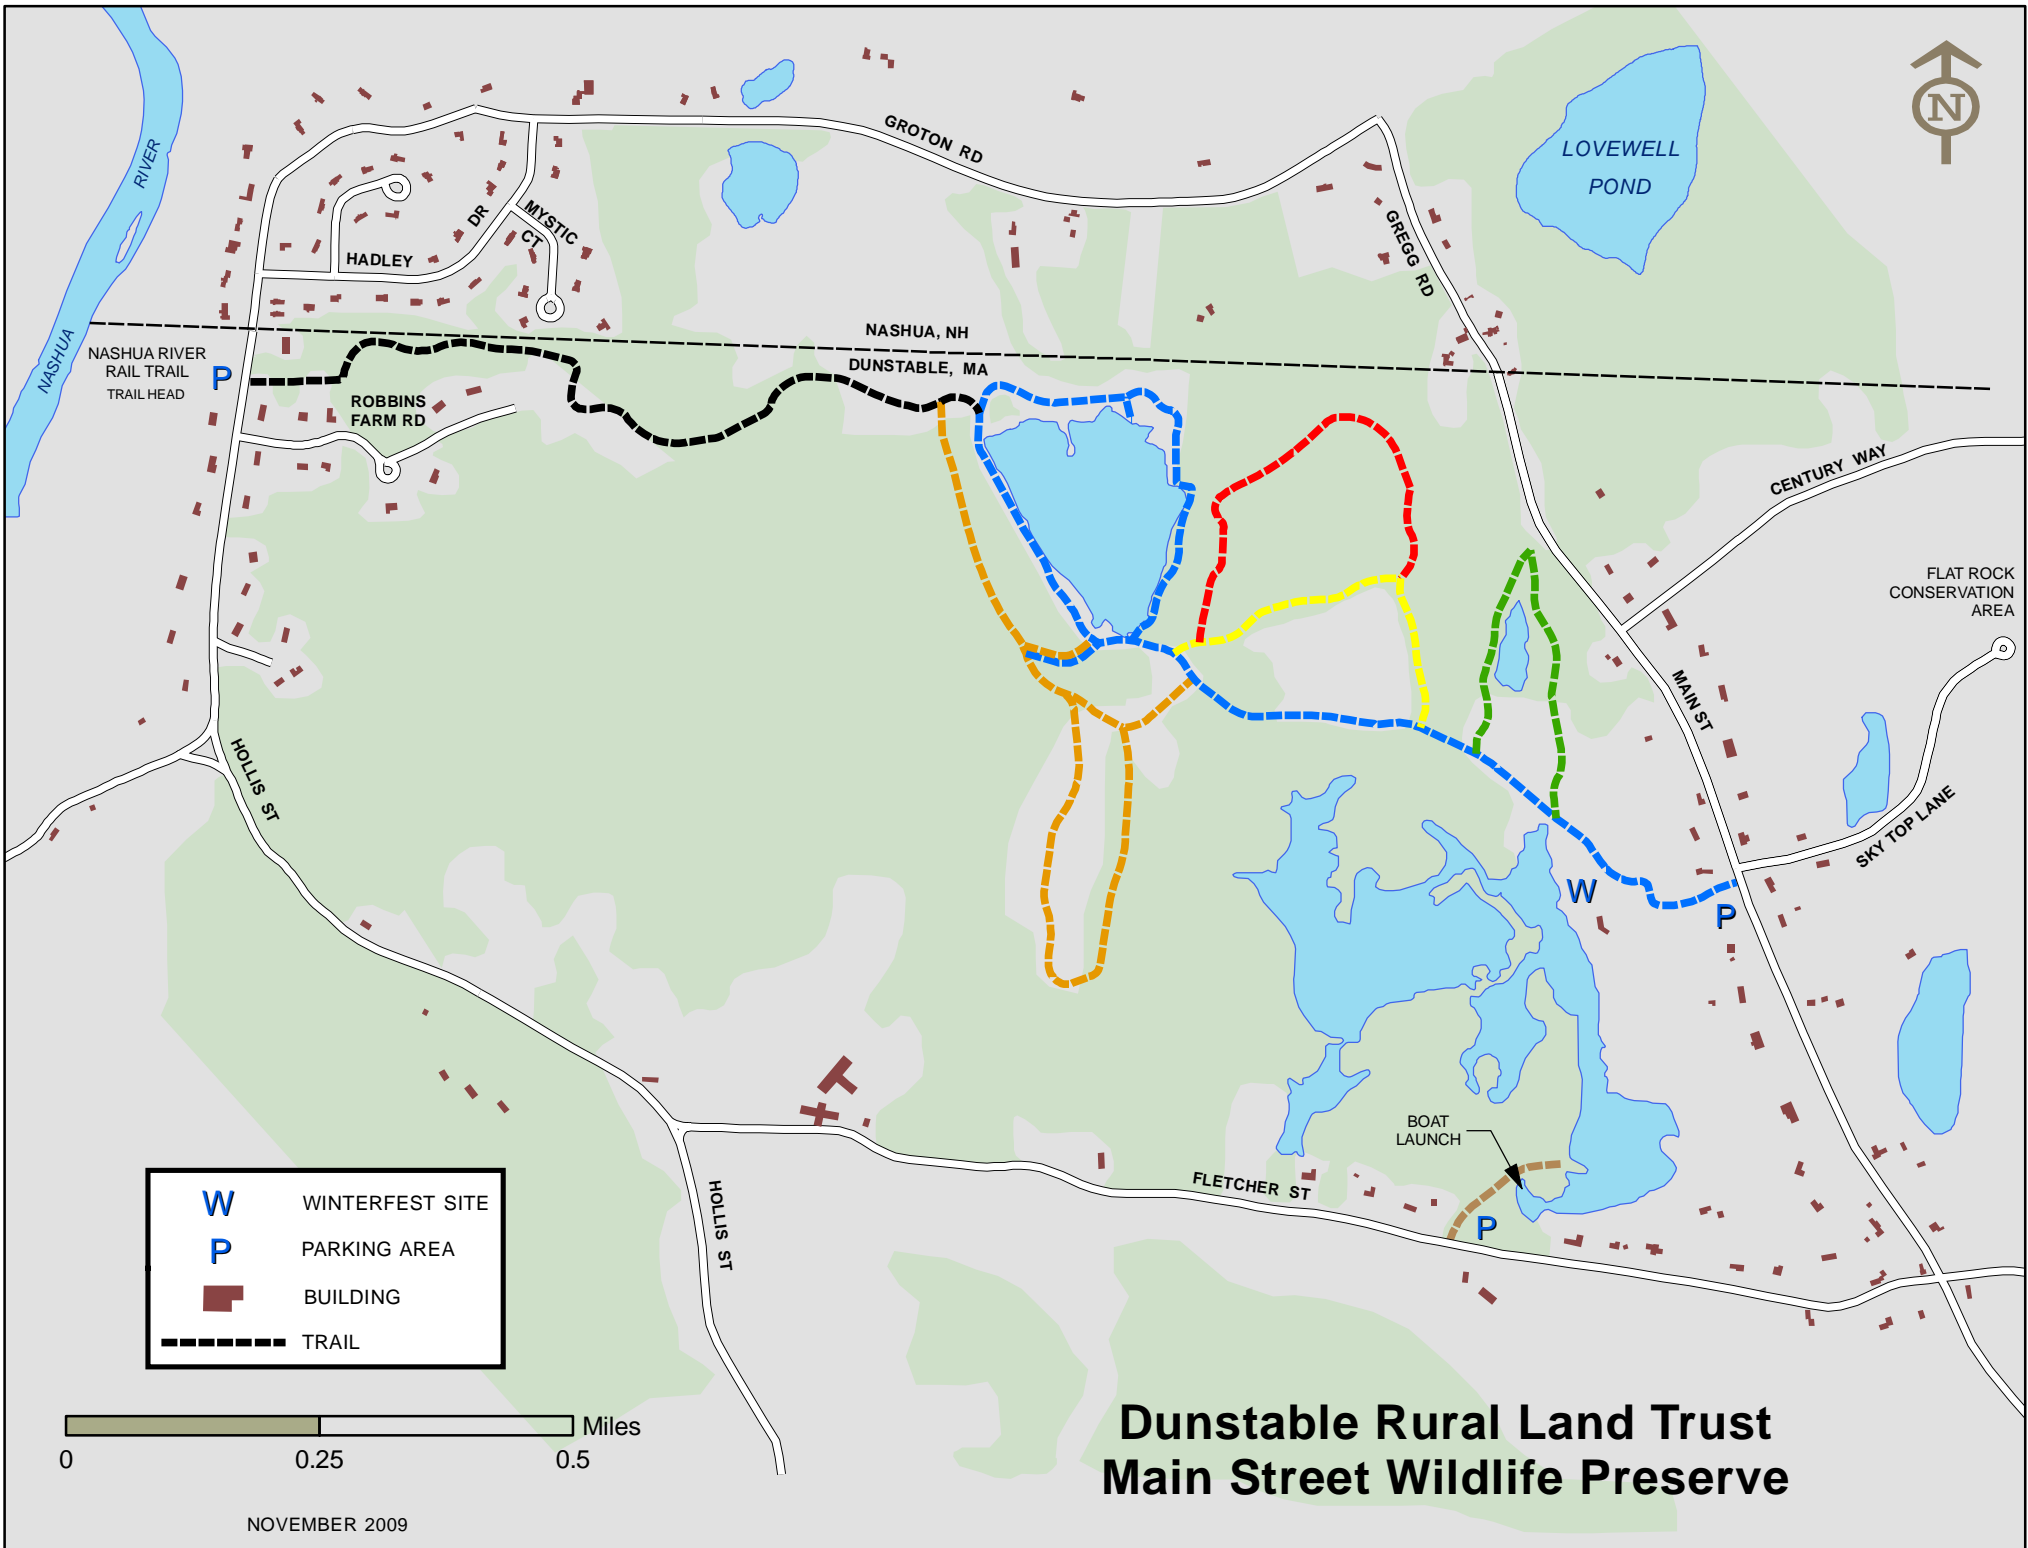 N
LOVEWELL
POND
GROTON RD
RIVER
NASHUA
MYSTIC
CT
HADLEY
DR
GREGG RD
NASHUA, NH
DUNSTABLE, MA
NASHUA RIVER
RAIL TRAIL
TRAIL HEAD
P
ROBBINS
FARM RD
CENTURY WAY
FLAT ROCK
CONSERVATION
AREA
MAIN ST
HOLLIS ST
SKY TOP LANE
W
P
BOAT
LAUNCH
FLETCHER ST
HOLLIS ST
P
W WINTERFEST SITE
P PARKING AREA
BUILDING
TRAIL
Miles
0 0.25 0.5
Dunstable Rural Land Trust
Main Street Wildlife Preserve
NOVEMBER 2009